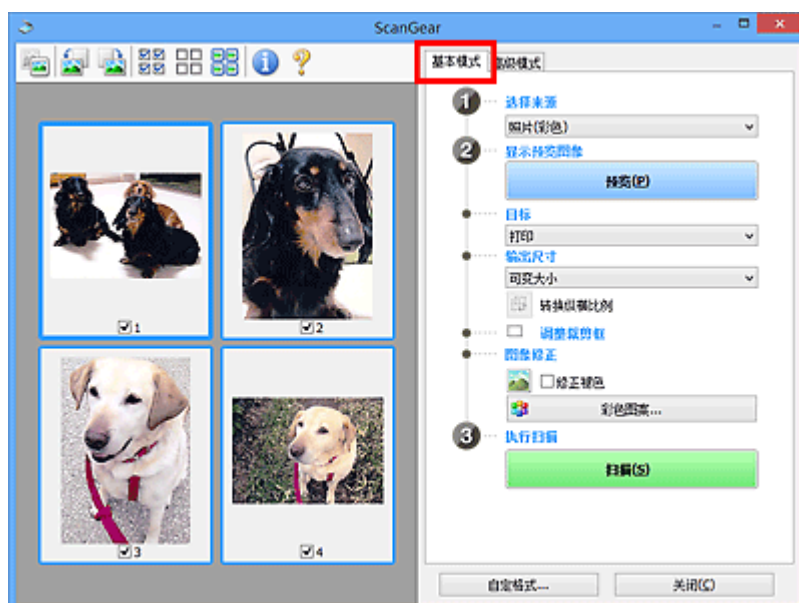 ScanGear
基本模式
高级模式
1
选择来源
照片(彩色)
2
显示预览图像
预览(P)
目标
打印
输出尺寸
可变大小
转换纵横比例
调整裁剪框
图像修正
修正褪色
彩色图案...
3
执行扫描
扫描(S)
1
2
3
4
自定格式...
关闭(C)